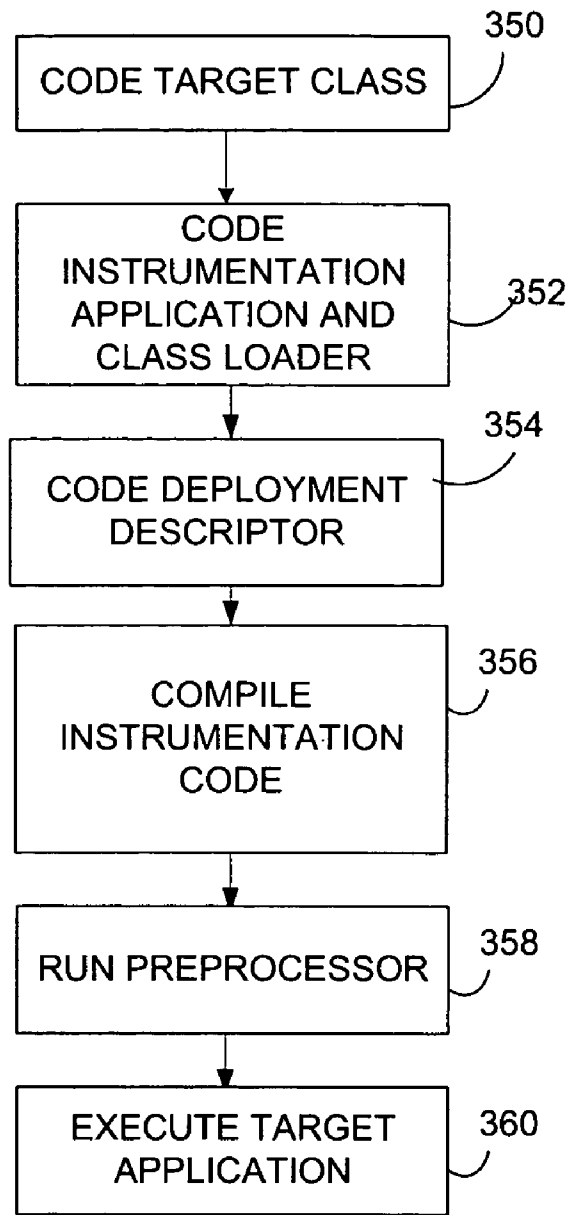 350
CODE TARGET CLASS
CODE
INSTRUMENTATION
APPLICATION AND
CLASS LOADER
352
354
CODE DEPLOYMENT
DESCRIPTOR
356
COMPILE
INSTRUMENTATION
CODE
RUN PREPROCESSOR
358
EXECUTE TARGET
APPLICATION
360